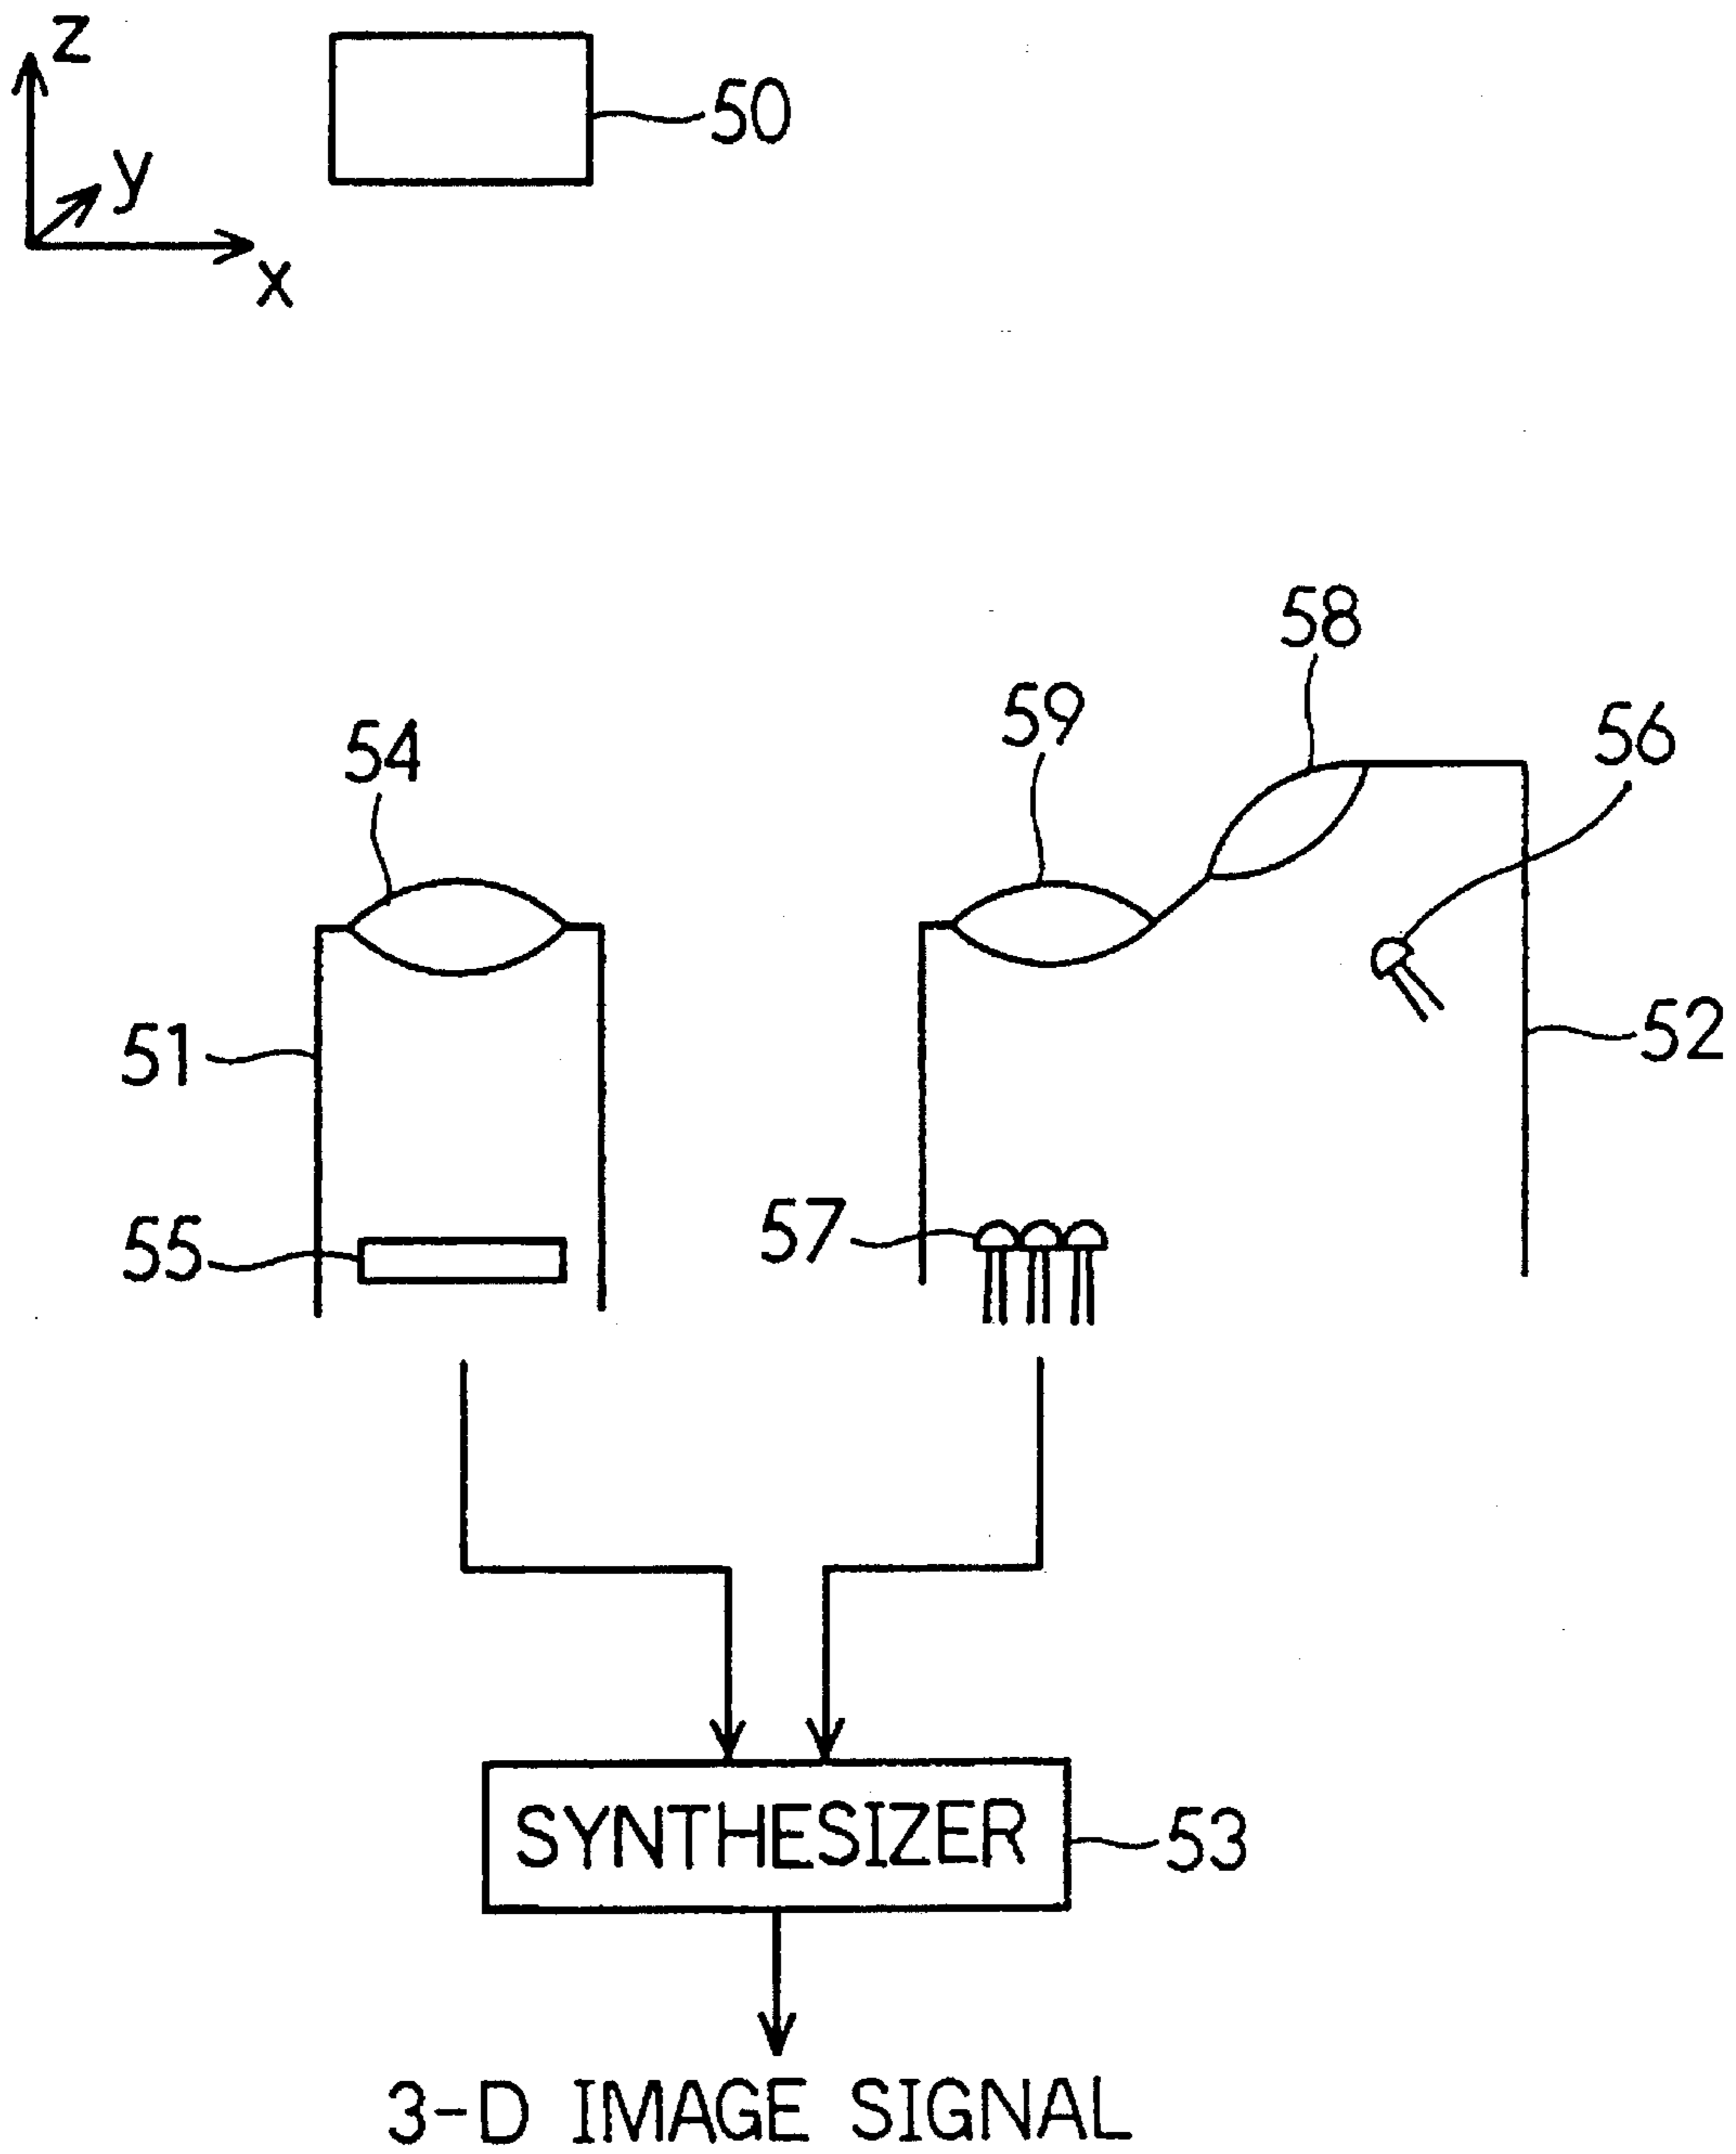 z
50
y
x
58
59
56
54
51
52
55
57
SYNTHESIZER
53
3-D IMAGE SIGNAL